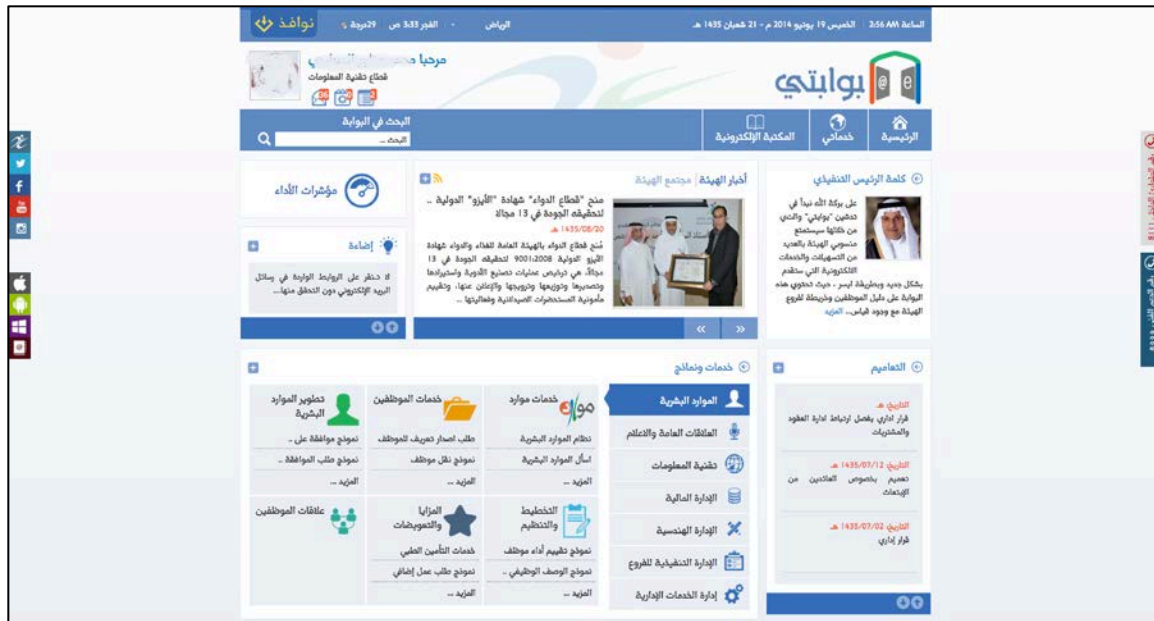 الساعة 2:56 AM
الخميس 19 يونيو 2014 م - 21 شعبان 1435 هـ
الرياض
- الفجر 3:33 ص
29درجة
نوافذ
بوابتي
e @
مرحبا
قطاع تقنية المعلومات
الرئيسية
خدماتي
المكتبة الإلكترونية
البحث في البوابة
البحث ...
كلمة الرئيس التنفيذي
على بركة الله نبدأ في
تدشين "بوابتي" والتي
من خلالها سيستمتع
منسوبي الهيئة بالعديد
من التسهيلات والخدمات
الالكترونية التي ستقدم
بشكل جديد وبطريقة ايسر ، حيث تحتوي هذه
البوابة على دليل الموظفين وخريطة لفروع
الهيئة مع وجود قياس... المزيد
أخبار الهيئة | مجتمع الهيئة
منح "قطاع الدواء" شهادة "الأيزو" الدولية ..
لتحقيقه الجودة في 13 مجالا
1435/08/20 هـ
مُنح قطاع الدواء بالهيئة العامة للغذاء والدواء شهادة
الأيزو الدولية 9001:2008 لتحقيقه الجودة في 13
مجالاً، هي ترخيص عمليات تصنيع الأدوية واستيرادها
وتصديرها وتوزيعها وترويجها والإعلان عنها، وتقييم
مأمونية المستحضرات الصيدلانية وفعاليتها ...
مؤشرات الأداء
إضاءة
لا تنقر على الروابط الواردة في رسائل
البريد الإلكتروني دون التحقق منها...
التعاميم
التاريخ: هـ
قرار اداري بفصل ارتباط ادارة العقود
والمشتريات
التاريخ: 1435/07/12 هـ
تعميم بخصوص العائدين من
الإبتعاث
التاريخ: 1435/07/02 هـ
قرار إداري
خدمات ونماذج
الموارد البشرية
العلاقات العامة والاعلام
تقنية المعلومات
الإدارة المالية
الإدارة الهندسية
الإدارة التنفيذية للفروع
إدارة الخدمات الإدارية
خدمات موارد
نظام الموارد البشرية
اسأل الموارد البشرية
المزيد ...
خدمات الموظفين
طلب اصدار تعريف للموظف
نموذج نقل موظف
المزيد ...
تطوير الموارد
البشرية
نموذج موافقة على ..
نموذج طلب الموافقة ..
المزيد ...
التخطيط
والتنظيم
نموذج تقييم أداء موظف
نموذج الوصف الوظيفي ..
المزيد ...
المزايا
والتعويضات
خدمات التأمين الطبي
نموذج طلب عمل إضافي
المزيد ...
علاقات الموظفين